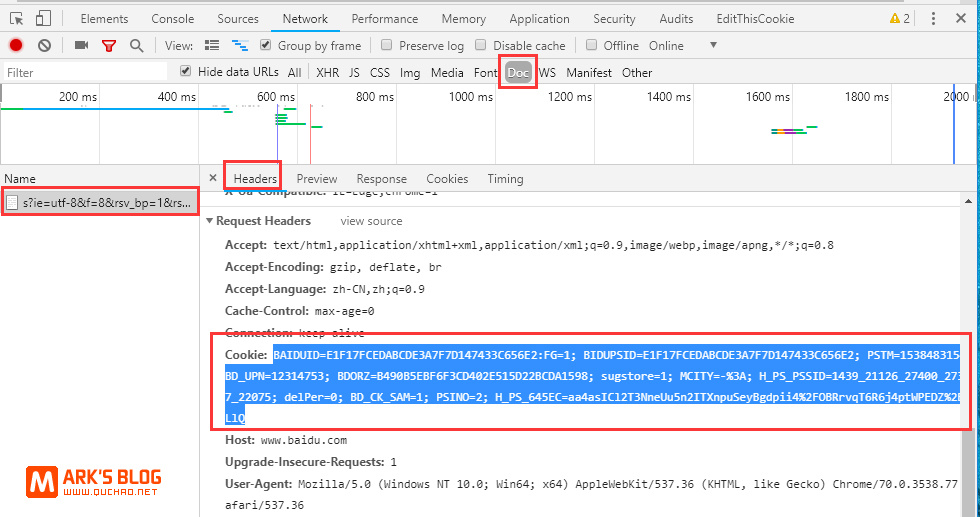 Elements Console Sources Network Performance Memory Application Security Audits EditThisCookie 2
View: Group by frame Preserve log Disable cache Offline Online
Filter Hide data URLs All XHR JS CSS Img Media Font Doc WS Manifest Other
200 ms 400 ms 600 ms 800 ms 1000 ms 1200 ms 1400 ms 1600 ms 1800 ms 2000
Name Headers Preview Response Cookies Timing
s?ie=utf-8&f=8&rsv_bp=1&rs...
X-Ua-Compatible: IE=Edge,chrome=1
Request Headers view source
Accept: text/html,application/xhtml+xml,application/xml;q=0.9,image/webp,image/apng,*/*;q=0.8
Accept-Encoding: gzip, deflate, br
Accept-Language: zh-CN,zh;q=0.9
Cache-Control: max-age=0
Connection: keep-alive
Cookie: BAIDUID=E1F17FCEDABCDE3A7F7D147433C656E2:FG=1; BIDUPSID=E1F17FCEDABCDE3A7F7D147433C656E2; PSTM=153848315
BD_UPN=12314753; BDORZ=B490B5EBF6F3CD402E515D22BCDA1598; sugstore=1; MCITY=-%3A; H_PS_PSSID=1439_21126_27400_273
7_22075; delPer=0; BD_CK_SAM=1; PSINO=2; H_PS_645EC=aa4asICl2T3NneUu5n2ITXnpuSeyBgdpii4%2FOBRrvqT6R6j4ptWPEDZ%2B
LlQ
Host: www.baidu.com
Upgrade-Insecure-Requests: 1
User-Agent: Mozilla/5.0 (Windows NT 10.0; Win64; x64) AppleWebKit/537.36 (KHTML, like Gecko) Chrome/70.0.3538.77
afari/537.36
M ARK'S BLOG
WWW.QUCHAO.NET